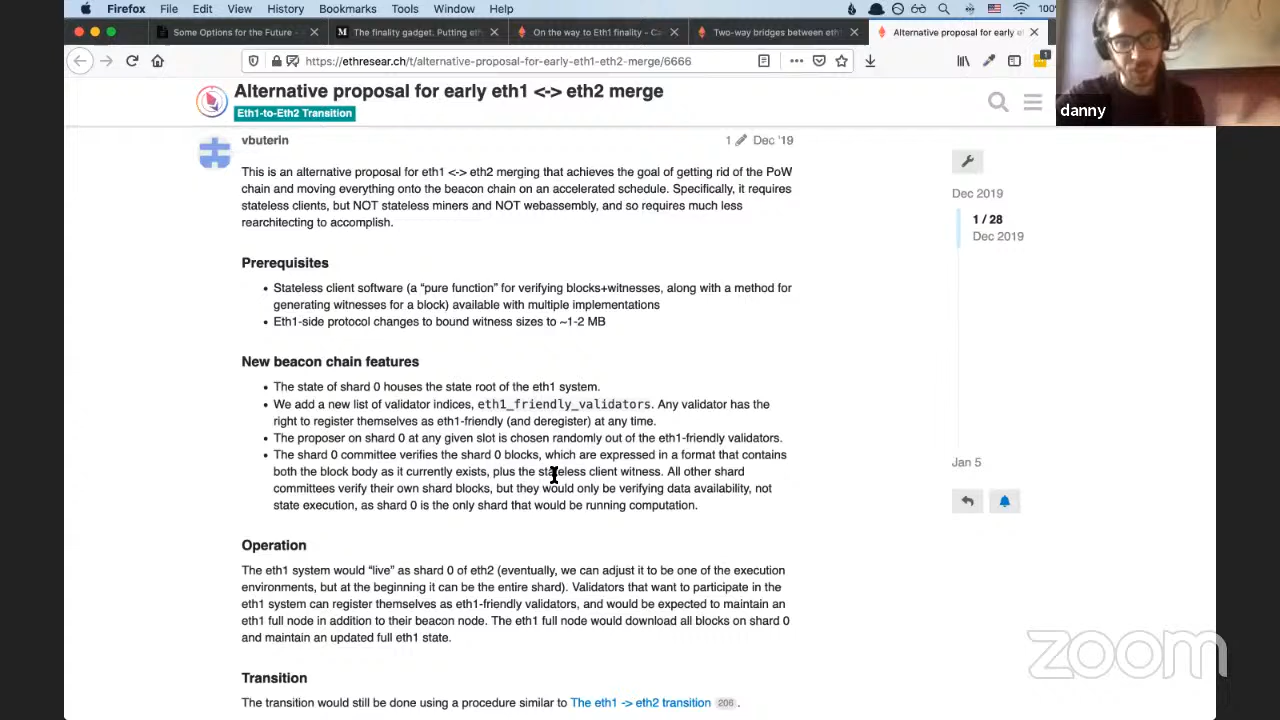 Firefox File Edit View History Bookmarks Tools Window Help 100%
Some Options for the Future -
The finality gadget. Putting et
On the way to Eth1 finality - Ca
Two-way bridges between eth
Alternative proposal for early e
https://ethresear.ch/t/alternative-proposal-for-early-eth1-eth2-merge/6666
Alternative proposal for early eth1 <-> eth2 merge
Eth1-to-Eth2 Transition
danny
vbuterin 1 Dec '19
This is an alternative proposal for eth1 <-> eth2 merging that achieves the goal of getting rid of the PoW
chain and moving everything onto the beacon chain on an accelerated schedule. Specifically, it requires
stateless clients, but NOT stateless miners and NOT webassembly, and so requires much less
rearchitecting to accomplish.
Dec 2019
1 / 28
Dec 2019
Jan 5
Prerequisites
• Stateless client software (a “pure function” for verifying blocks+witnesses, along with a method for
generating witnesses for a block) available with multiple implementations
• Eth1-side protocol changes to bound witness sizes to ~1-2 MB
New beacon chain features
• The state of shard 0 houses the state root of the eth1 system.
• We add a new list of validator indices, eth1_friendly_validators. Any validator has the
right to register themselves as eth1-friendly (and deregister) at any time.
• The proposer on shard 0 at any given slot is chosen randomly out of the eth1-friendly validators.
• The shard 0 committee verifies the shard 0 blocks, which are expressed in a format that contains
both the block body as it currently exists, plus the stateless client witness. All other shard
committees verify their own shard blocks, but they would only be verifying data availability, not
state execution, as shard 0 is the only shard that would be running computation.
Operation
The eth1 system would “live” as shard 0 of eth2 (eventually, we can adjust it to be one of the execution
environments, but at the beginning it can be the entire shard). Validators that want to participate in the
eth1 system can register themselves as eth1-friendly validators, and would be expected to maintain an
eth1 full node in addition to their beacon node. The eth1 full node would download all blocks on shard 0
and maintain an updated full eth1 state.
Transition
The transition would still be done using a procedure similar to The eth1 -> eth2 transition 206 .
zoom